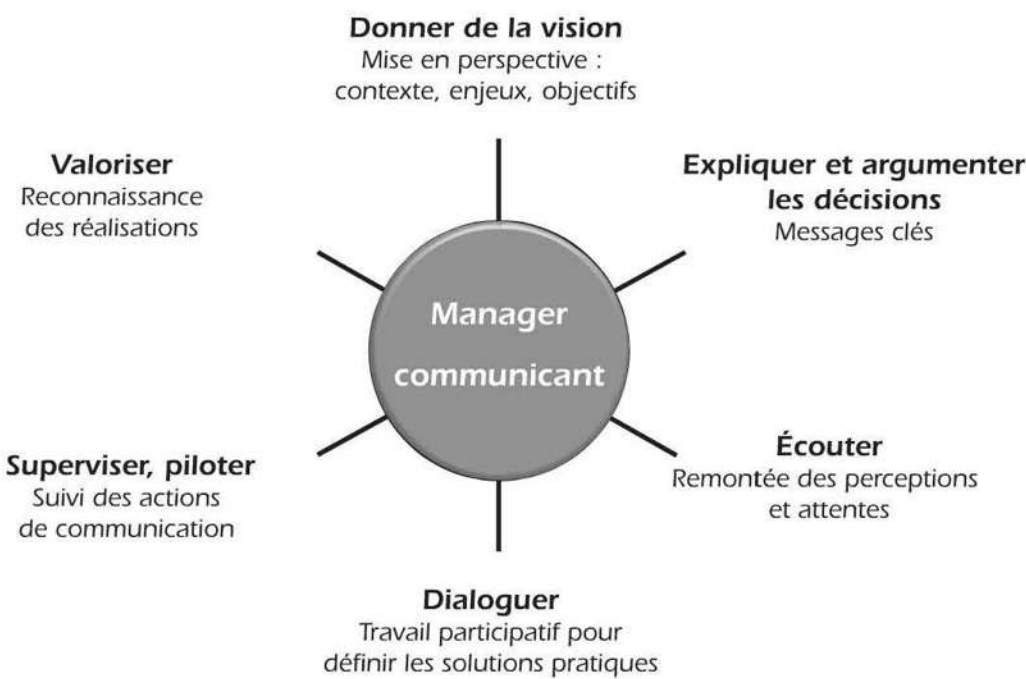 Donner de la vision
Mise en perspective :
contexte, enjeux, objectifs
Valoriser
Reconnaissance
des réalisations
Expliquer et argumenter
les décisions
Messages clés
Manager
communicant
Superviser, piloter
Suivi des actions
de communication
Écouter
Remontée des perceptions
et attentes
Dialoguer
Travail participatif pour
définir les solutions pratiques